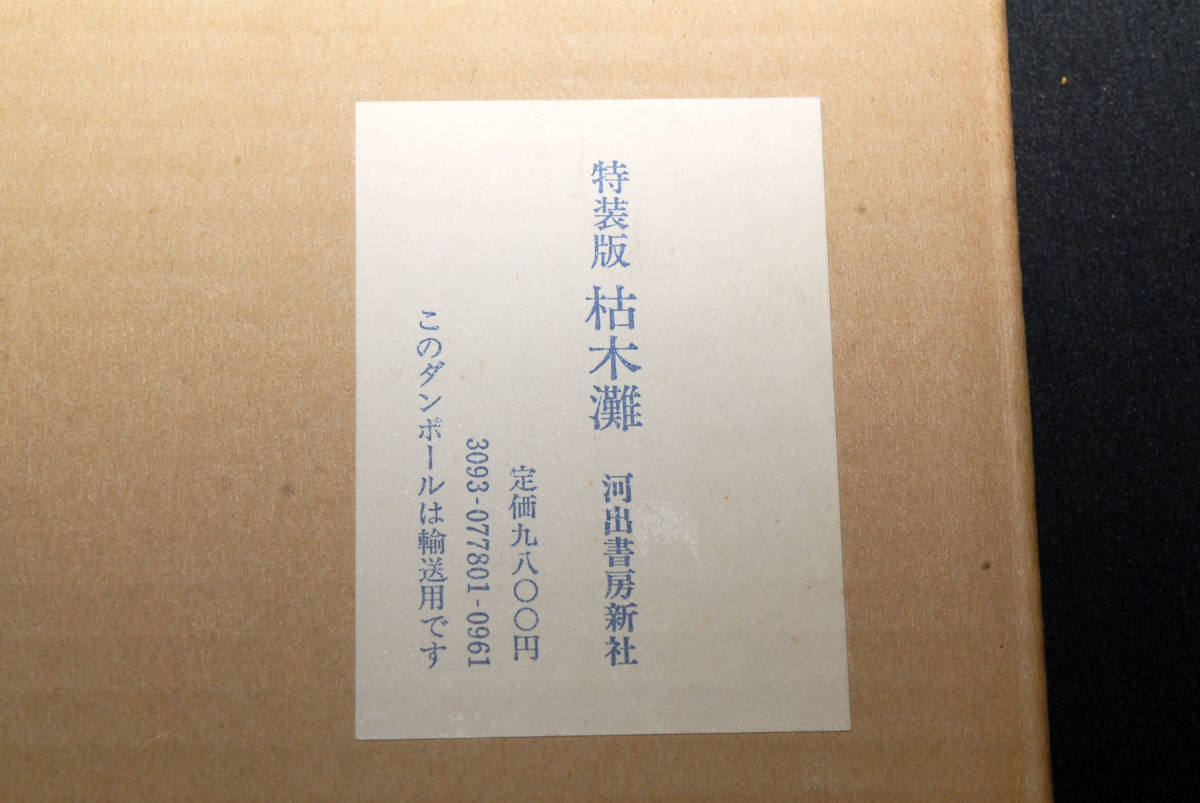 特装版 枯木灘 河出書房新社
定価九八〇〇円
3093-077801-0961
このダンボールは輸送用です